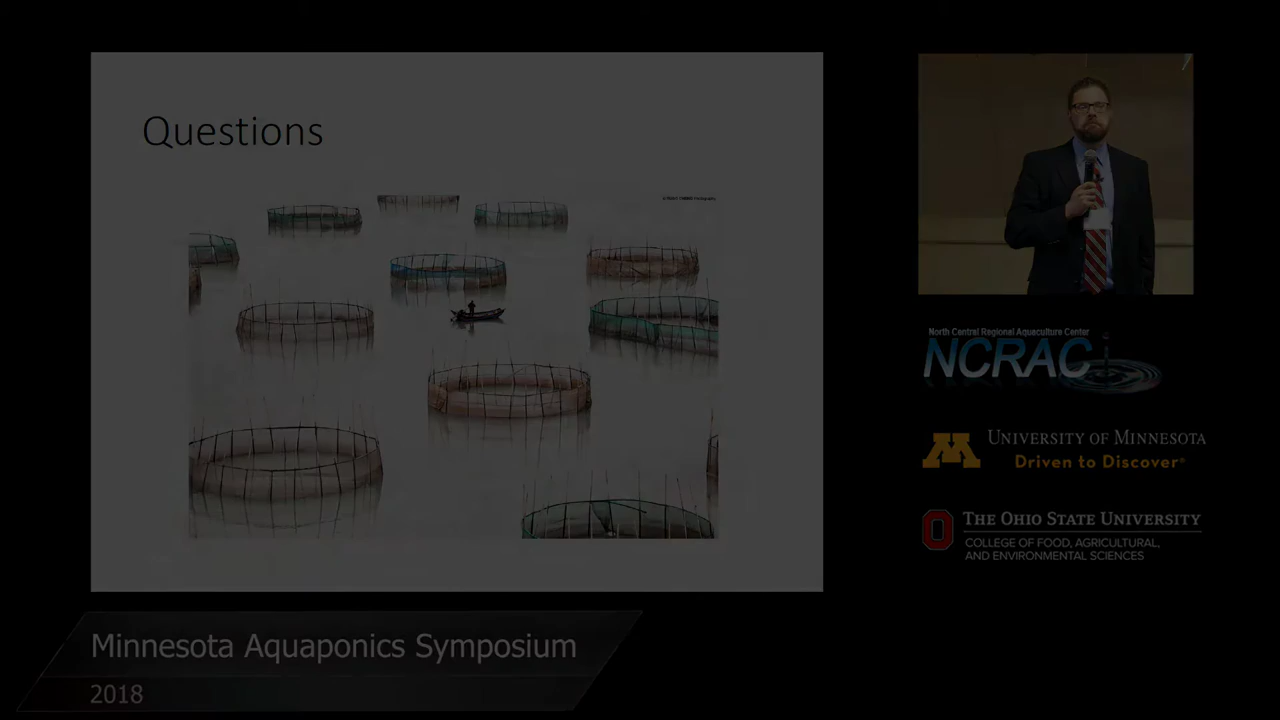 Questions
North Central Regional Aquaculture Center
NCRAC
UNIVERSITY OF MINNESOTA
Driven to Discover®
THE OHIO STATE UNIVERSITY
COLLEGE OF FOOD, AGRICULTURAL,
AND ENVIRONMENTAL SCIENCES
Minnesota Aquaponics Symposium
2018